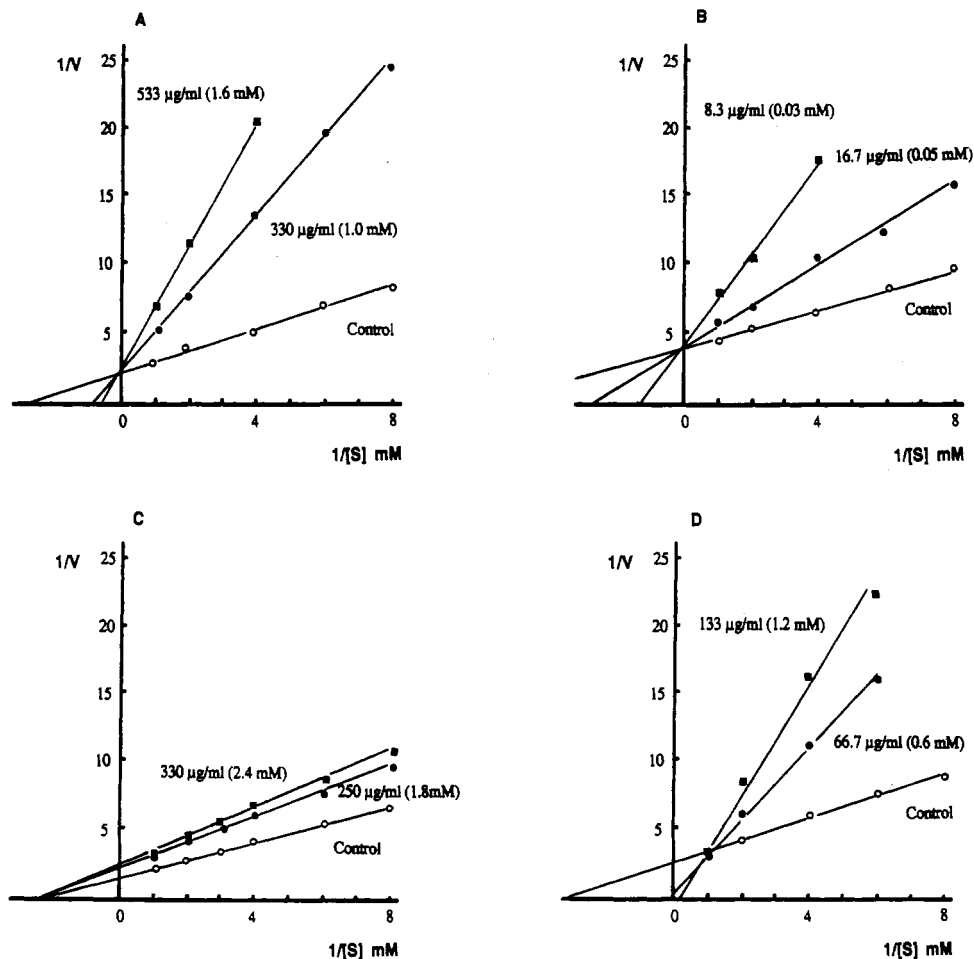 A
1/V
25
20
15
10
5
533 µg/ml (1.6 mM)
330 µg/ml (1.0 mM)
Control
0
4
8
1/[S] mM
B
1/V
25
20
15
10
5
8.3 µg/ml (0.03 mM)
16.7 µg/ml (0.05 mM)
Control
0
4
8
1/[S] mM
C
1/V
25
20
15
10
5
330 µg/ml (2.4 mM)
250 µg/ml (1.8mM)
Control
0
4
8
1/[S] mM
D
1/V
25
20
15
10
5
133 µg/ml (1.2 mM)
66.7 µg/ml (0.6 mM)
Control
0
4
8
1/[S] mM